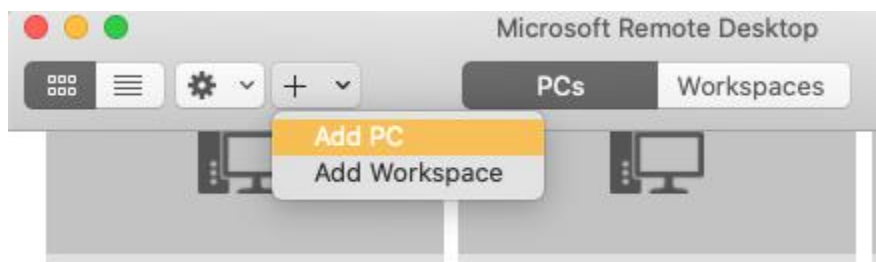 Microsoft Remote Desktop
PCs
Workspaces
Add PC
Add Workspace